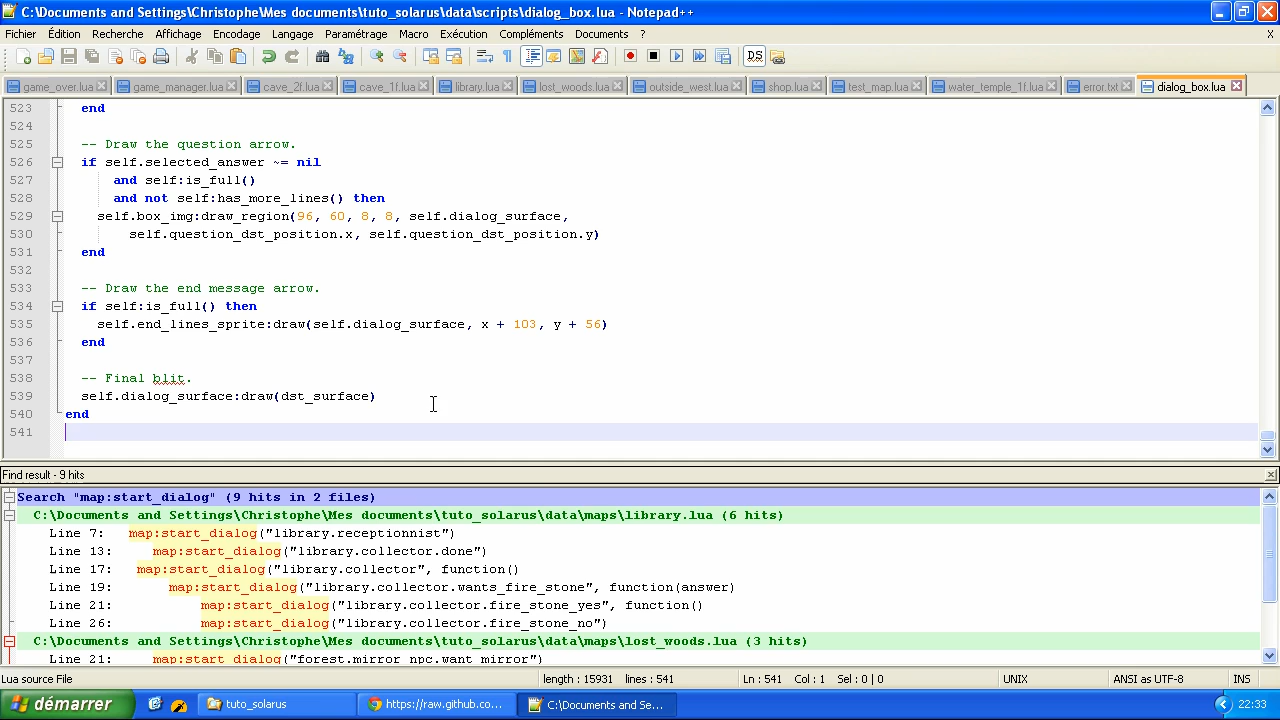 C:\Documents and Settings\Christophe\Mes documents\tuto_solarus\data\scripts\dialog_box.lua - Notepad++
Fichier Édition Recherche Affichage Encodage Langage Paramétrage Macro Exécution Compléments Documents ? X
game_over.lua game_manager.lua cave_2f.lua cave_1f.lua library.lua lost_woods.lua outside_west.lua shop.lua test_map.lua water_temple_1f.lua error.txt dialog_box.lua
523 end
524
525 -- Draw the question arrow.
526 if self.selected_answer ~= nil
527 and self:is_full()
528 and not self:has_more_lines() then
529 self.box_img:draw_region(96, 60, 8, 8, self.dialog_surface,
530 self.question_dst_position.x, self.question_dst_position.y)
531 end
532
533 -- Draw the end message arrow.
534 if self:is_full() then
535 self.end_lines_sprite:draw(self.dialog_surface, x + 103, y + 56)
536 end
537
538 -- Final blit.
539 self.dialog_surface:draw(dst_surface)
540 end
541
Find result - 9 hits
Search "map:start_dialog" (9 hits in 2 files)
C:\Documents and Settings\Christophe\Mes documents\tuto_solarus\data\maps\library.lua (6 hits)
Line 7: map:start_dialog("library.receptionnist")
Line 13: map:start_dialog("library.collector.done")
Line 17: map:start_dialog("library.collector", function()
Line 19: map:start_dialog("library.collector.wants_fire_stone", function(answer)
Line 21: map:start_dialog("library.collector.fire_stone_yes", function()
Line 26: map:start_dialog("library.collector.fire_stone_no")
C:\Documents and Settings\Christophe\Mes documents\tuto_solarus\data\maps\lost_woods.lua (3 hits)
Line 21: map:start_dialog("forest.mirror_npc.want_mirror")
Lua source File length : 15931 lines : 541 Ln : 541 Col : 1 Sel : 0 | 0 UNIX ANSI as UTF-8 INS
démarrer tuto_solarus https://raw.github.co... C:\Documents and Se... 22:33